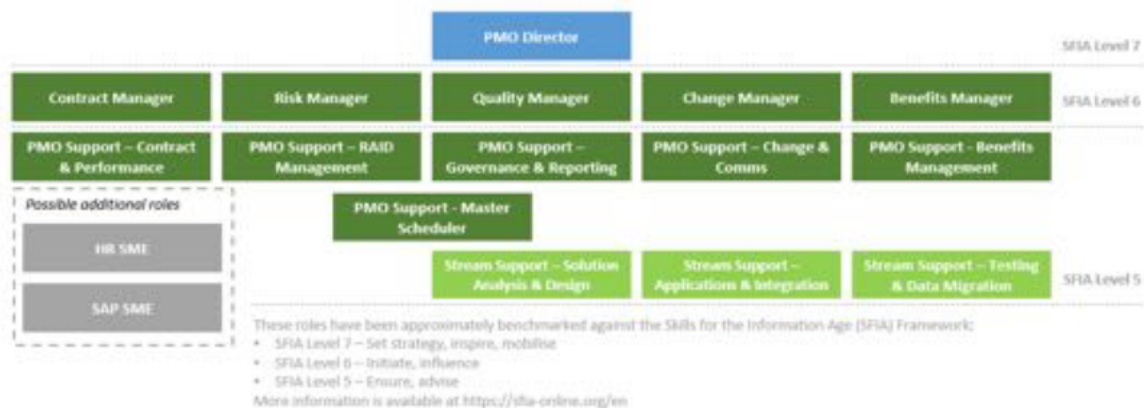 PMO Director
SFIA Level 7
Contract Manager
Risk Manager
Quality Manager
Change Manager
Benefits Manager
SFIA Level 6
PMO Support – Contract
& Performance
PMO Support – RAID
Management
PMO Support –
Governance & Reporting
PMO Support – Change &
Comms
PMO Support - Benefits
Management
Possible additional roles
HR SME
SAP SME
PMO Support - Master
Scheduler
Stream Support – Solution
Analysis & Design
Stream Support –
Applications & Integration
Stream Support – Testing
& Data Migration
SFIA Level 5
These roles have been approximately benchmarked against the Skills for the Information Age (SFIA) Framework:
• SFIA Level 7 – Set strategy, inspire, mobilise
• SFIA Level 6 – Initiate, influence
• SFIA Level 5 – Ensure, advise
More information is available at https://sfia-online.org/en